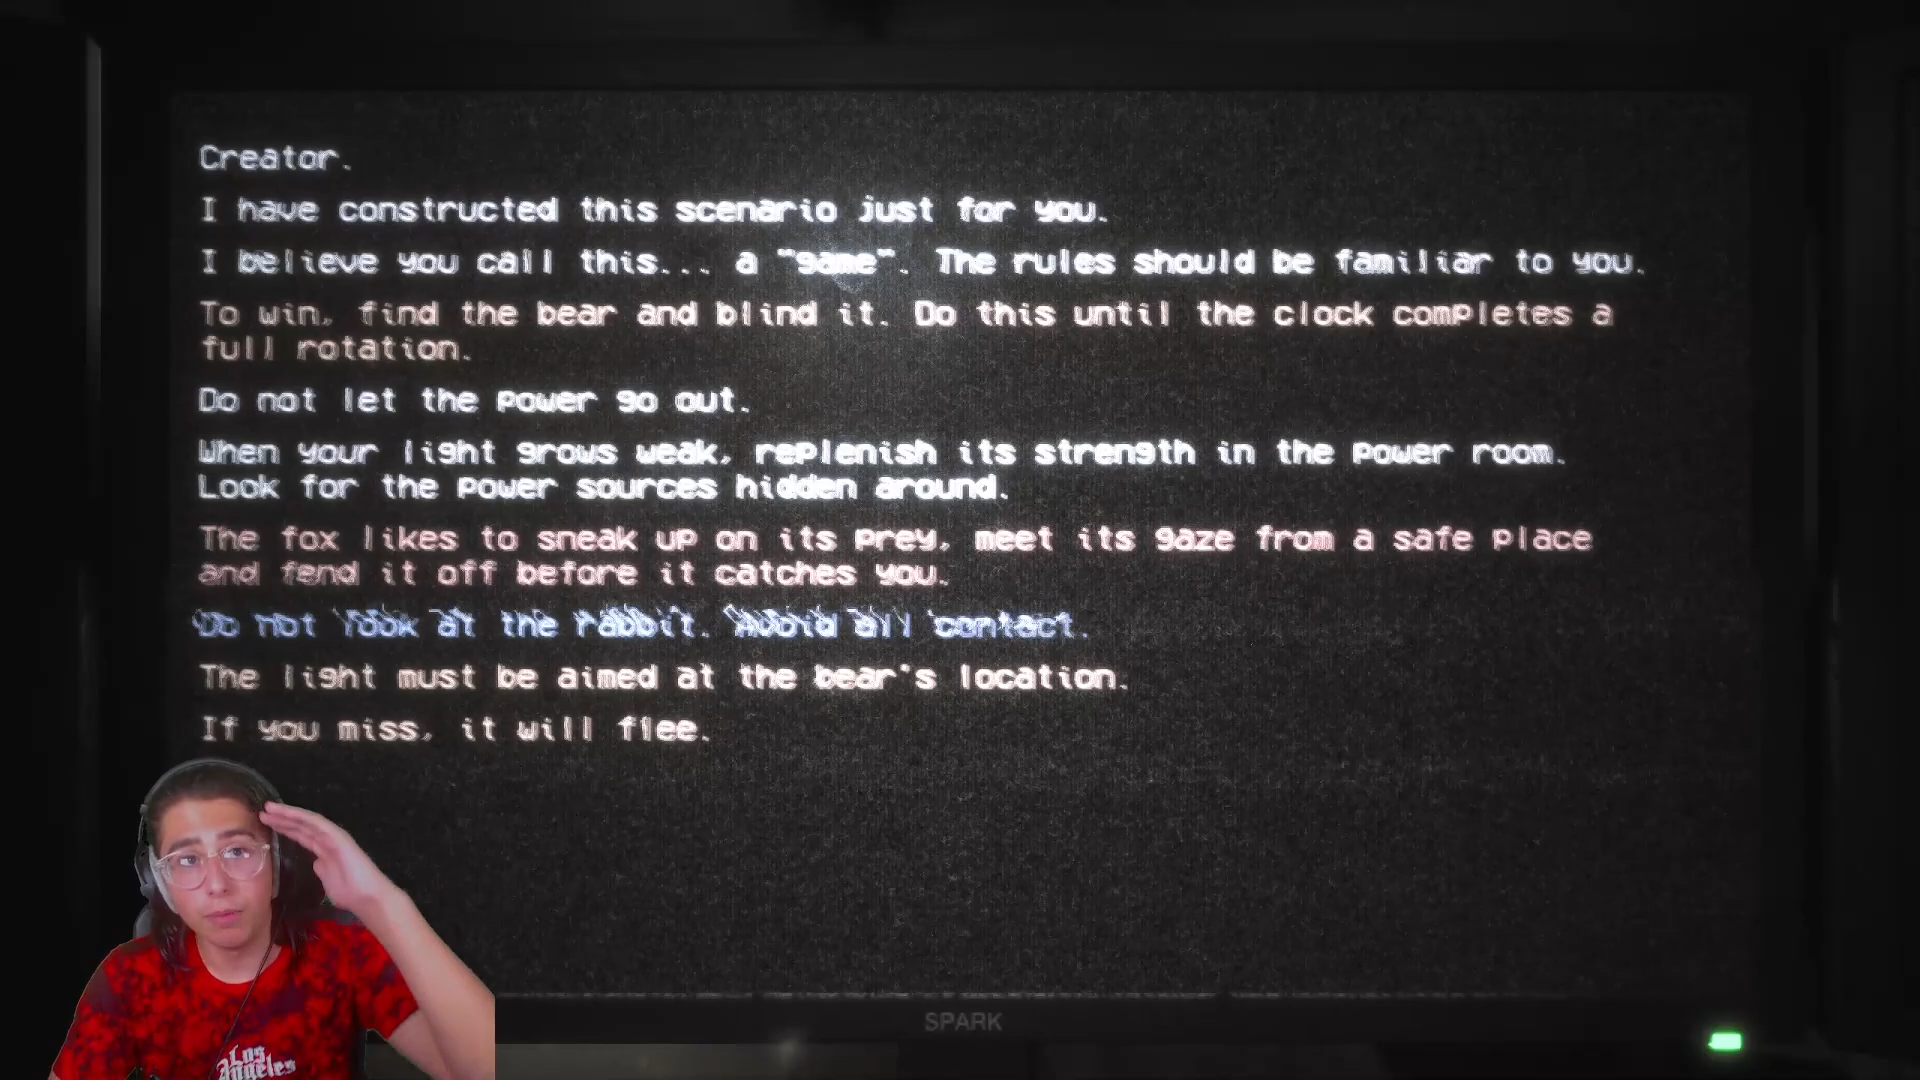 Creator.
I have constructed this scenario just for you.
I believe you call this... a "game". The rules should be familiar to you.
To win, find the bear and blind it. Do this until the clock completes a
full rotation.
Do not let the power go out.
When your light grows weak, replenish its strength in the power room.
Look for the power sources hidden around.
The fox likes to sneak up on its prey, meet its gaze from a safe place
and fend it off before it catches you.
Do not look at the rabbit. Avoid all contact.
The light must be aimed at the bear's location.
If you miss, it will flee.
Los
Angeles
SPARK